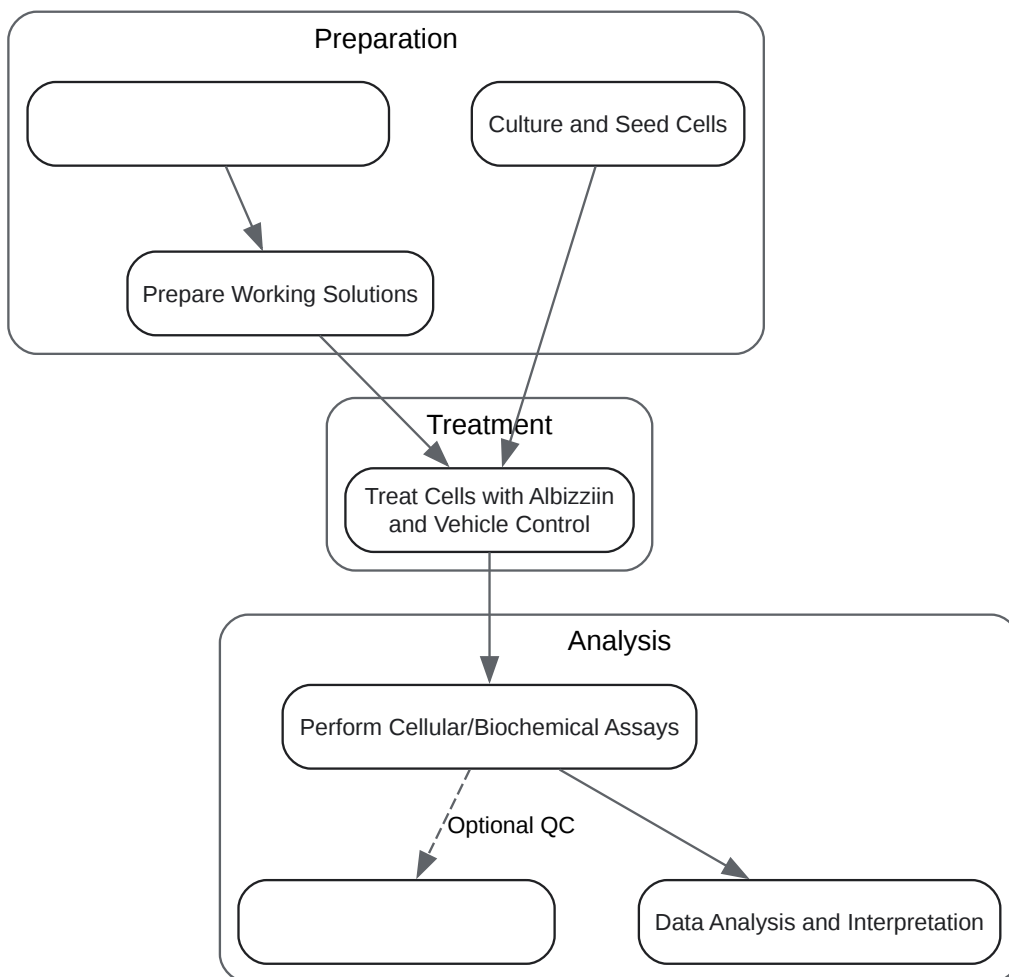 Preparation
Culture and Seed Cells
Prepare Working Solutions
Treatment
Treat Cells with Albizziin
and Vehicle Control
Analysis
Perform Cellular/Biochemical Assays
Optional QC
Data Analysis and Interpretation